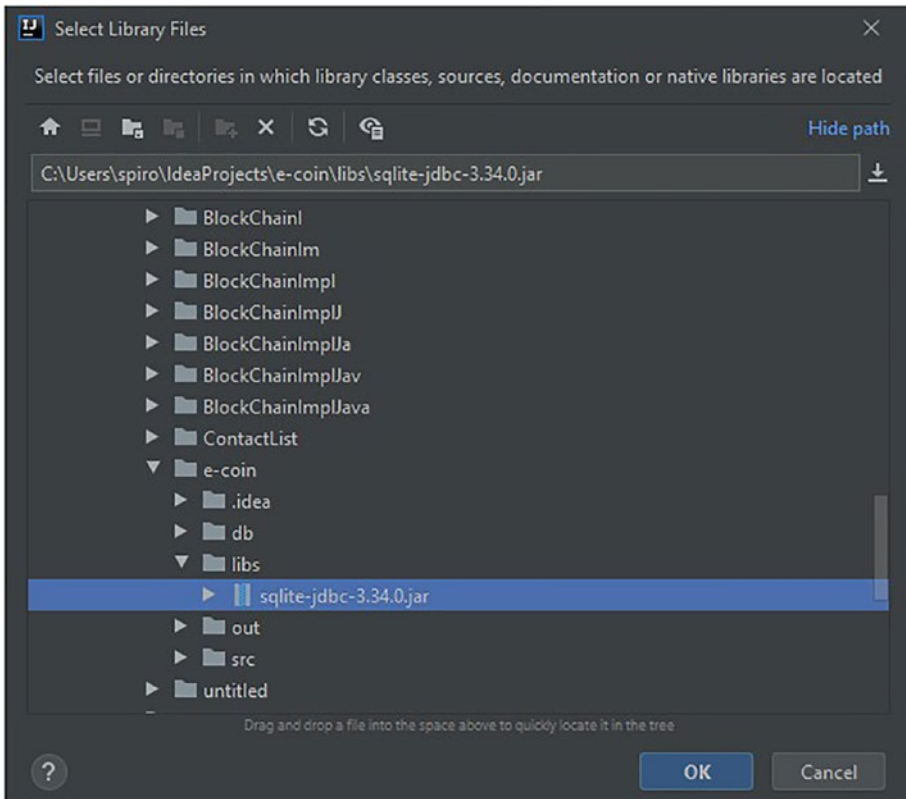 IJ Select Library Files
Select files or directories in which library classes, sources, documentation or native libraries are located
Hide path
C:\Users\spiro\IdeaProjects\e-coin\libs\sqlite-jdbc-3.34.0.jar
BlockChainI
BlockChainIm
BlockChainImpl
BlockChainImplJ
BlockChainImplJa
BlockChainImplJav
BlockChainImplJava
ContactList
e-coin
.idea
db
libs
sqlite-jdbc-3.34.0.jar
out
src
untitled
Drag and drop a file into the space above to quickly locate it in the tree
? OK Cancel